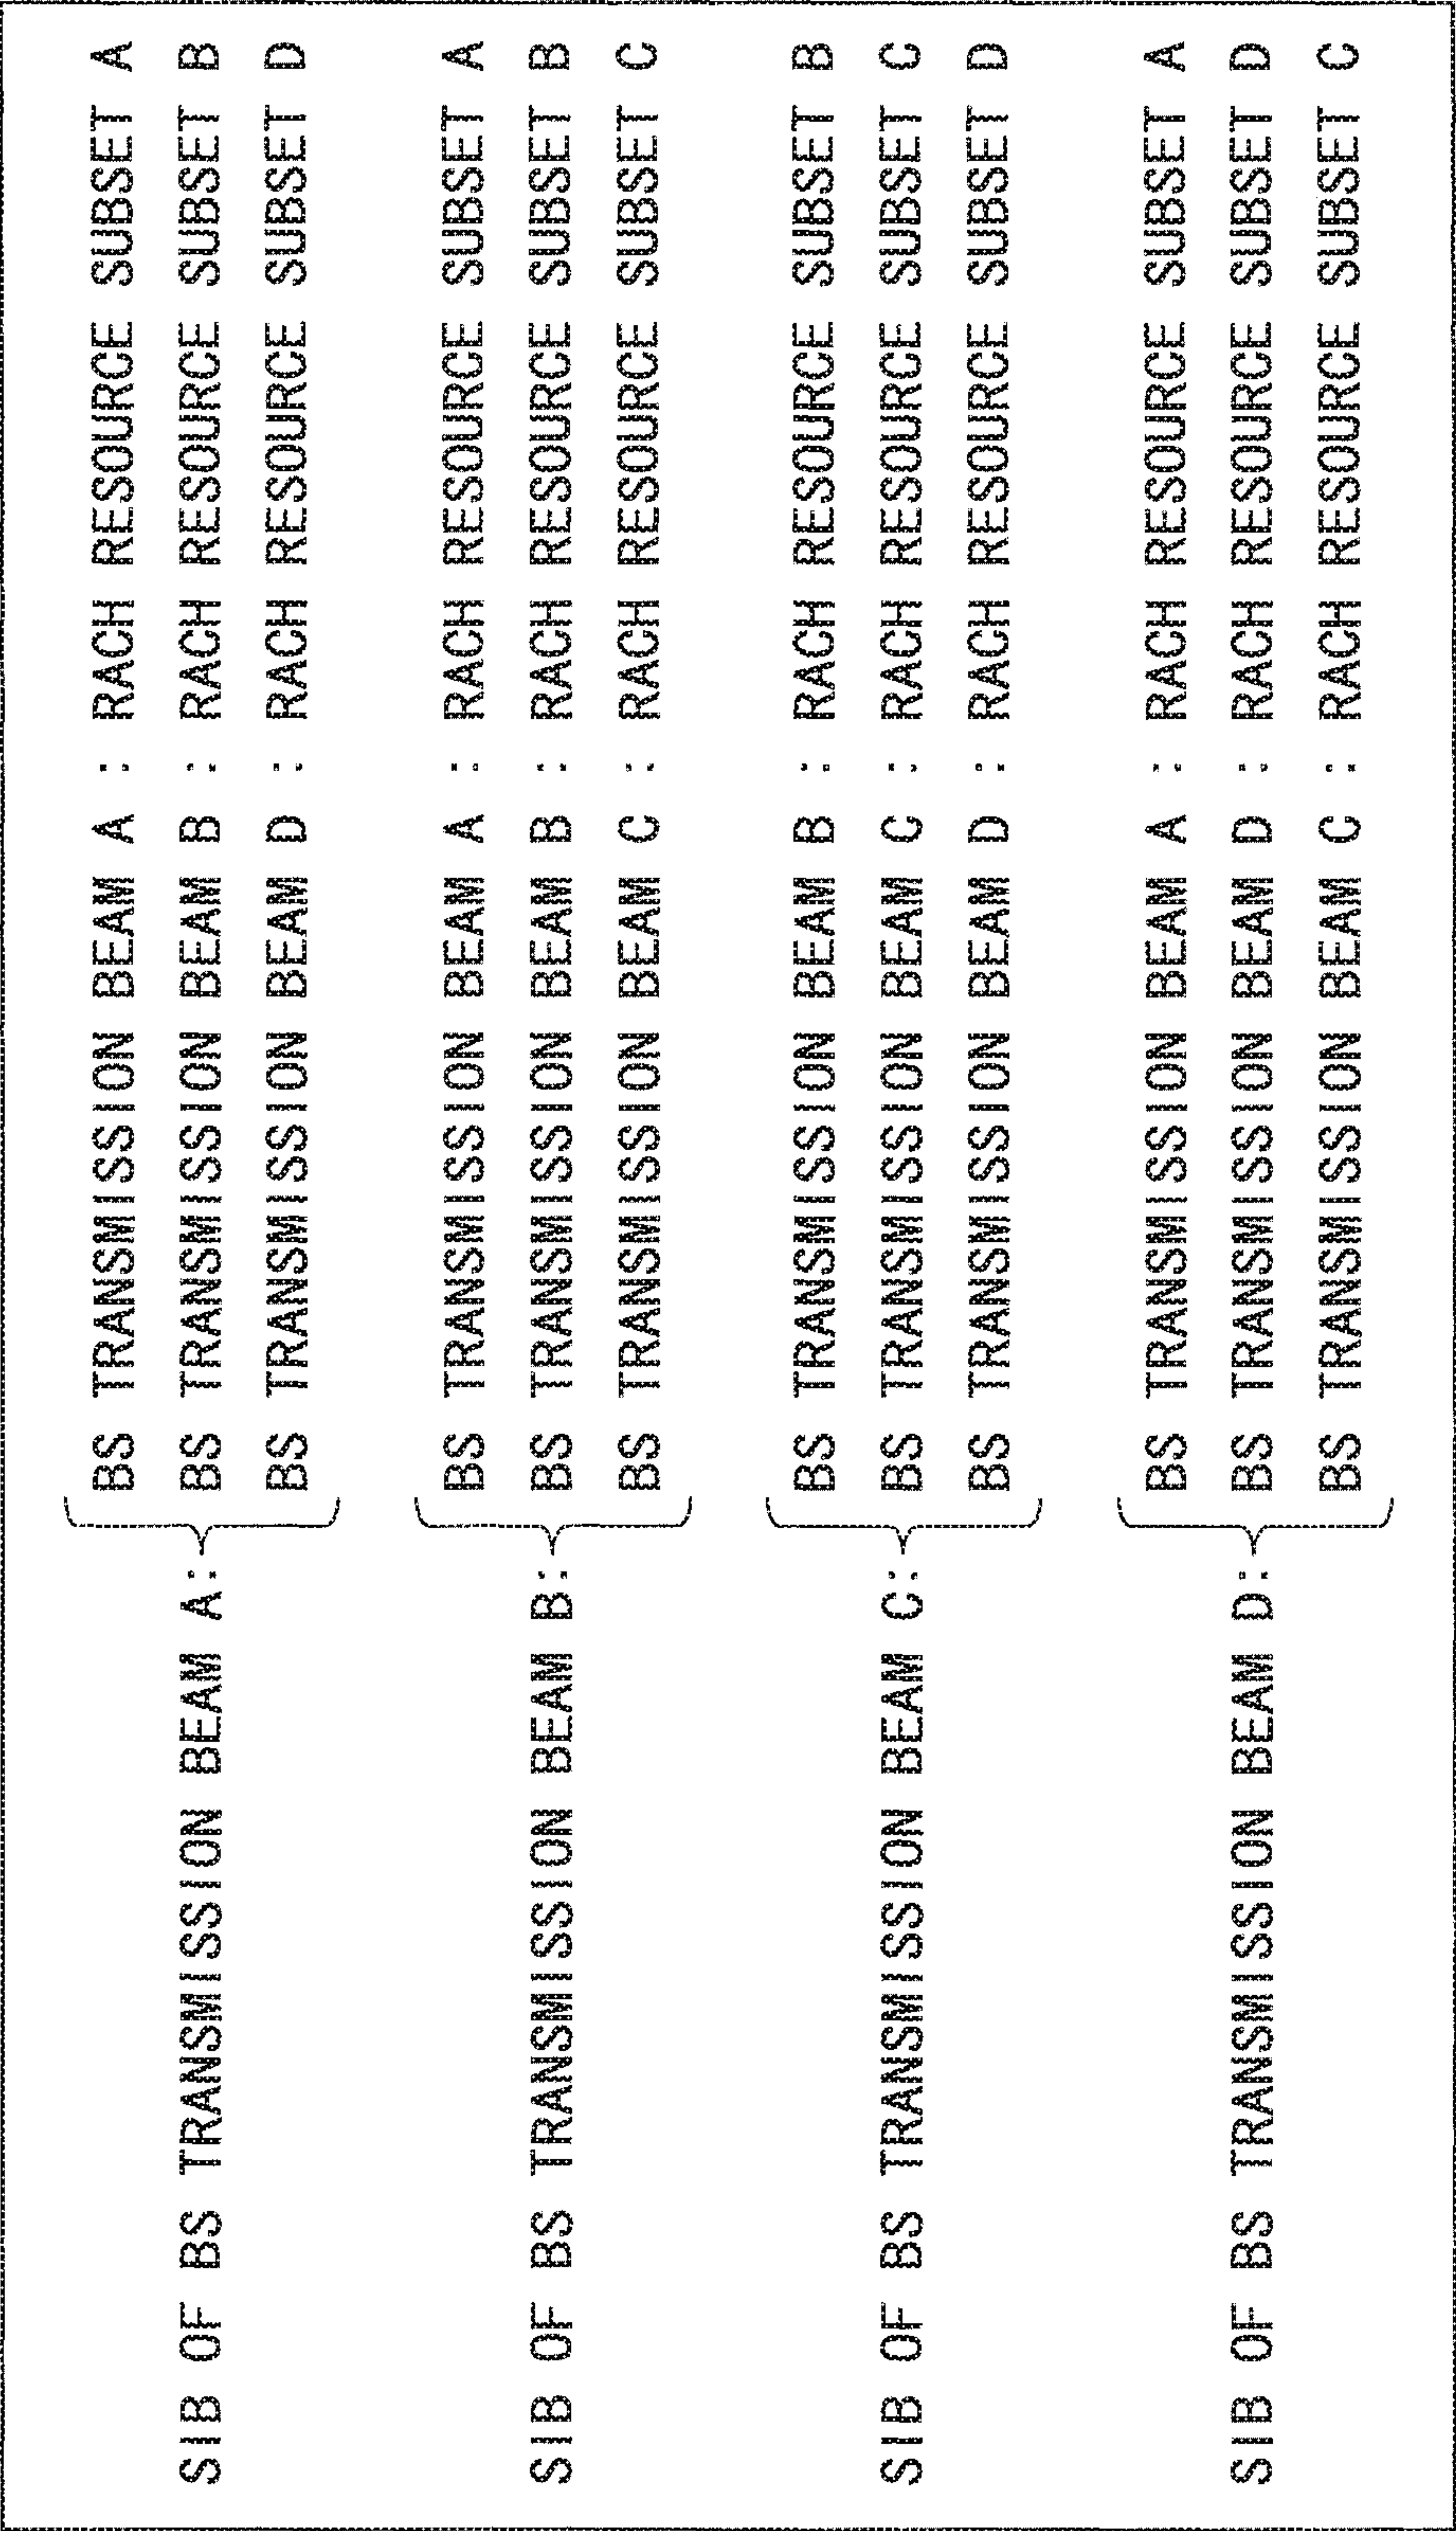 SIB OF BS TRANSMISSION BEAM A:
BS TRANSMISSION BEAM A : RACH RESOURCE SUBSET A
BS TRANSMISSION BEAM B : RACH RESOURCE SUBSET B
BS TRANSMISSION BEAM D : RACH RESOURCE SUBSET D
SIB OF BS TRANSMISSION BEAM B:
BS TRANSMISSION BEAM A : RACH RESOURCE SUBSET A
BS TRANSMISSION BEAM B : RACH RESOURCE SUBSET B
BS TRANSMISSION BEAM C : RACH RESOURCE SUBSET C
SIB OF BS TRANSMISSION BEAM C:
BS TRANSMISSION BEAM B : RACH RESOURCE SUBSET B
BS TRANSMISSION BEAM C : RACH RESOURCE SUBSET C
BS TRANSMISSION BEAM D : RACH RESOURCE SUBSET D
SIB OF BS TRANSMISSION BEAM D:
BS TRANSMISSION BEAM A : RACH RESOURCE SUBSET A
BS TRANSMISSION BEAM D : RACH RESOURCE SUBSET D
BS TRANSMISSION BEAM C : RACH RESOURCE SUBSET C